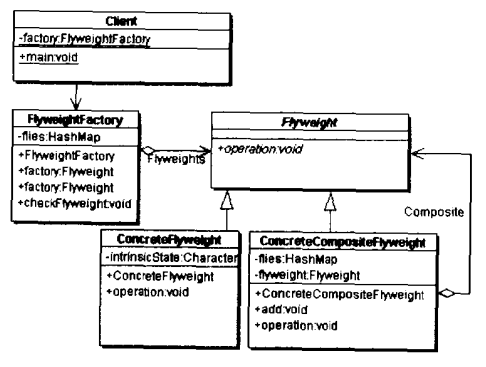 Client
-factory:FlyweightFactory
+main:void
FlyweightFactory
-flies:HashMap
+FlyweightFactory
+factory:Flyweight
+factory:Flyweight
+checkFlyweight:void
Flyweights
Flyweight
+operation:void
Composite
ConcreteFlyweight
-intrinsicState:Character
+ConcreteFlyweight
+operation:void
ConcreteCompositeFlyweight
-flies:HashMap
-flyweight:Flyweight
+ConcreteCompositeFlyweight
+add:void
+operation:void